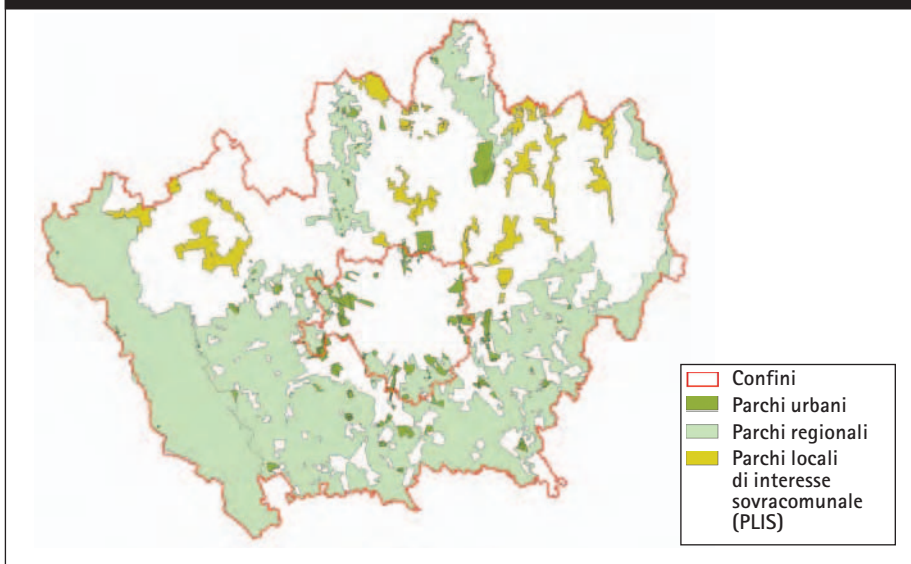 Confini
Parchi urbani
Parchi regionali
Parchi locali
di interesse
sovracomunale
(PLIS)